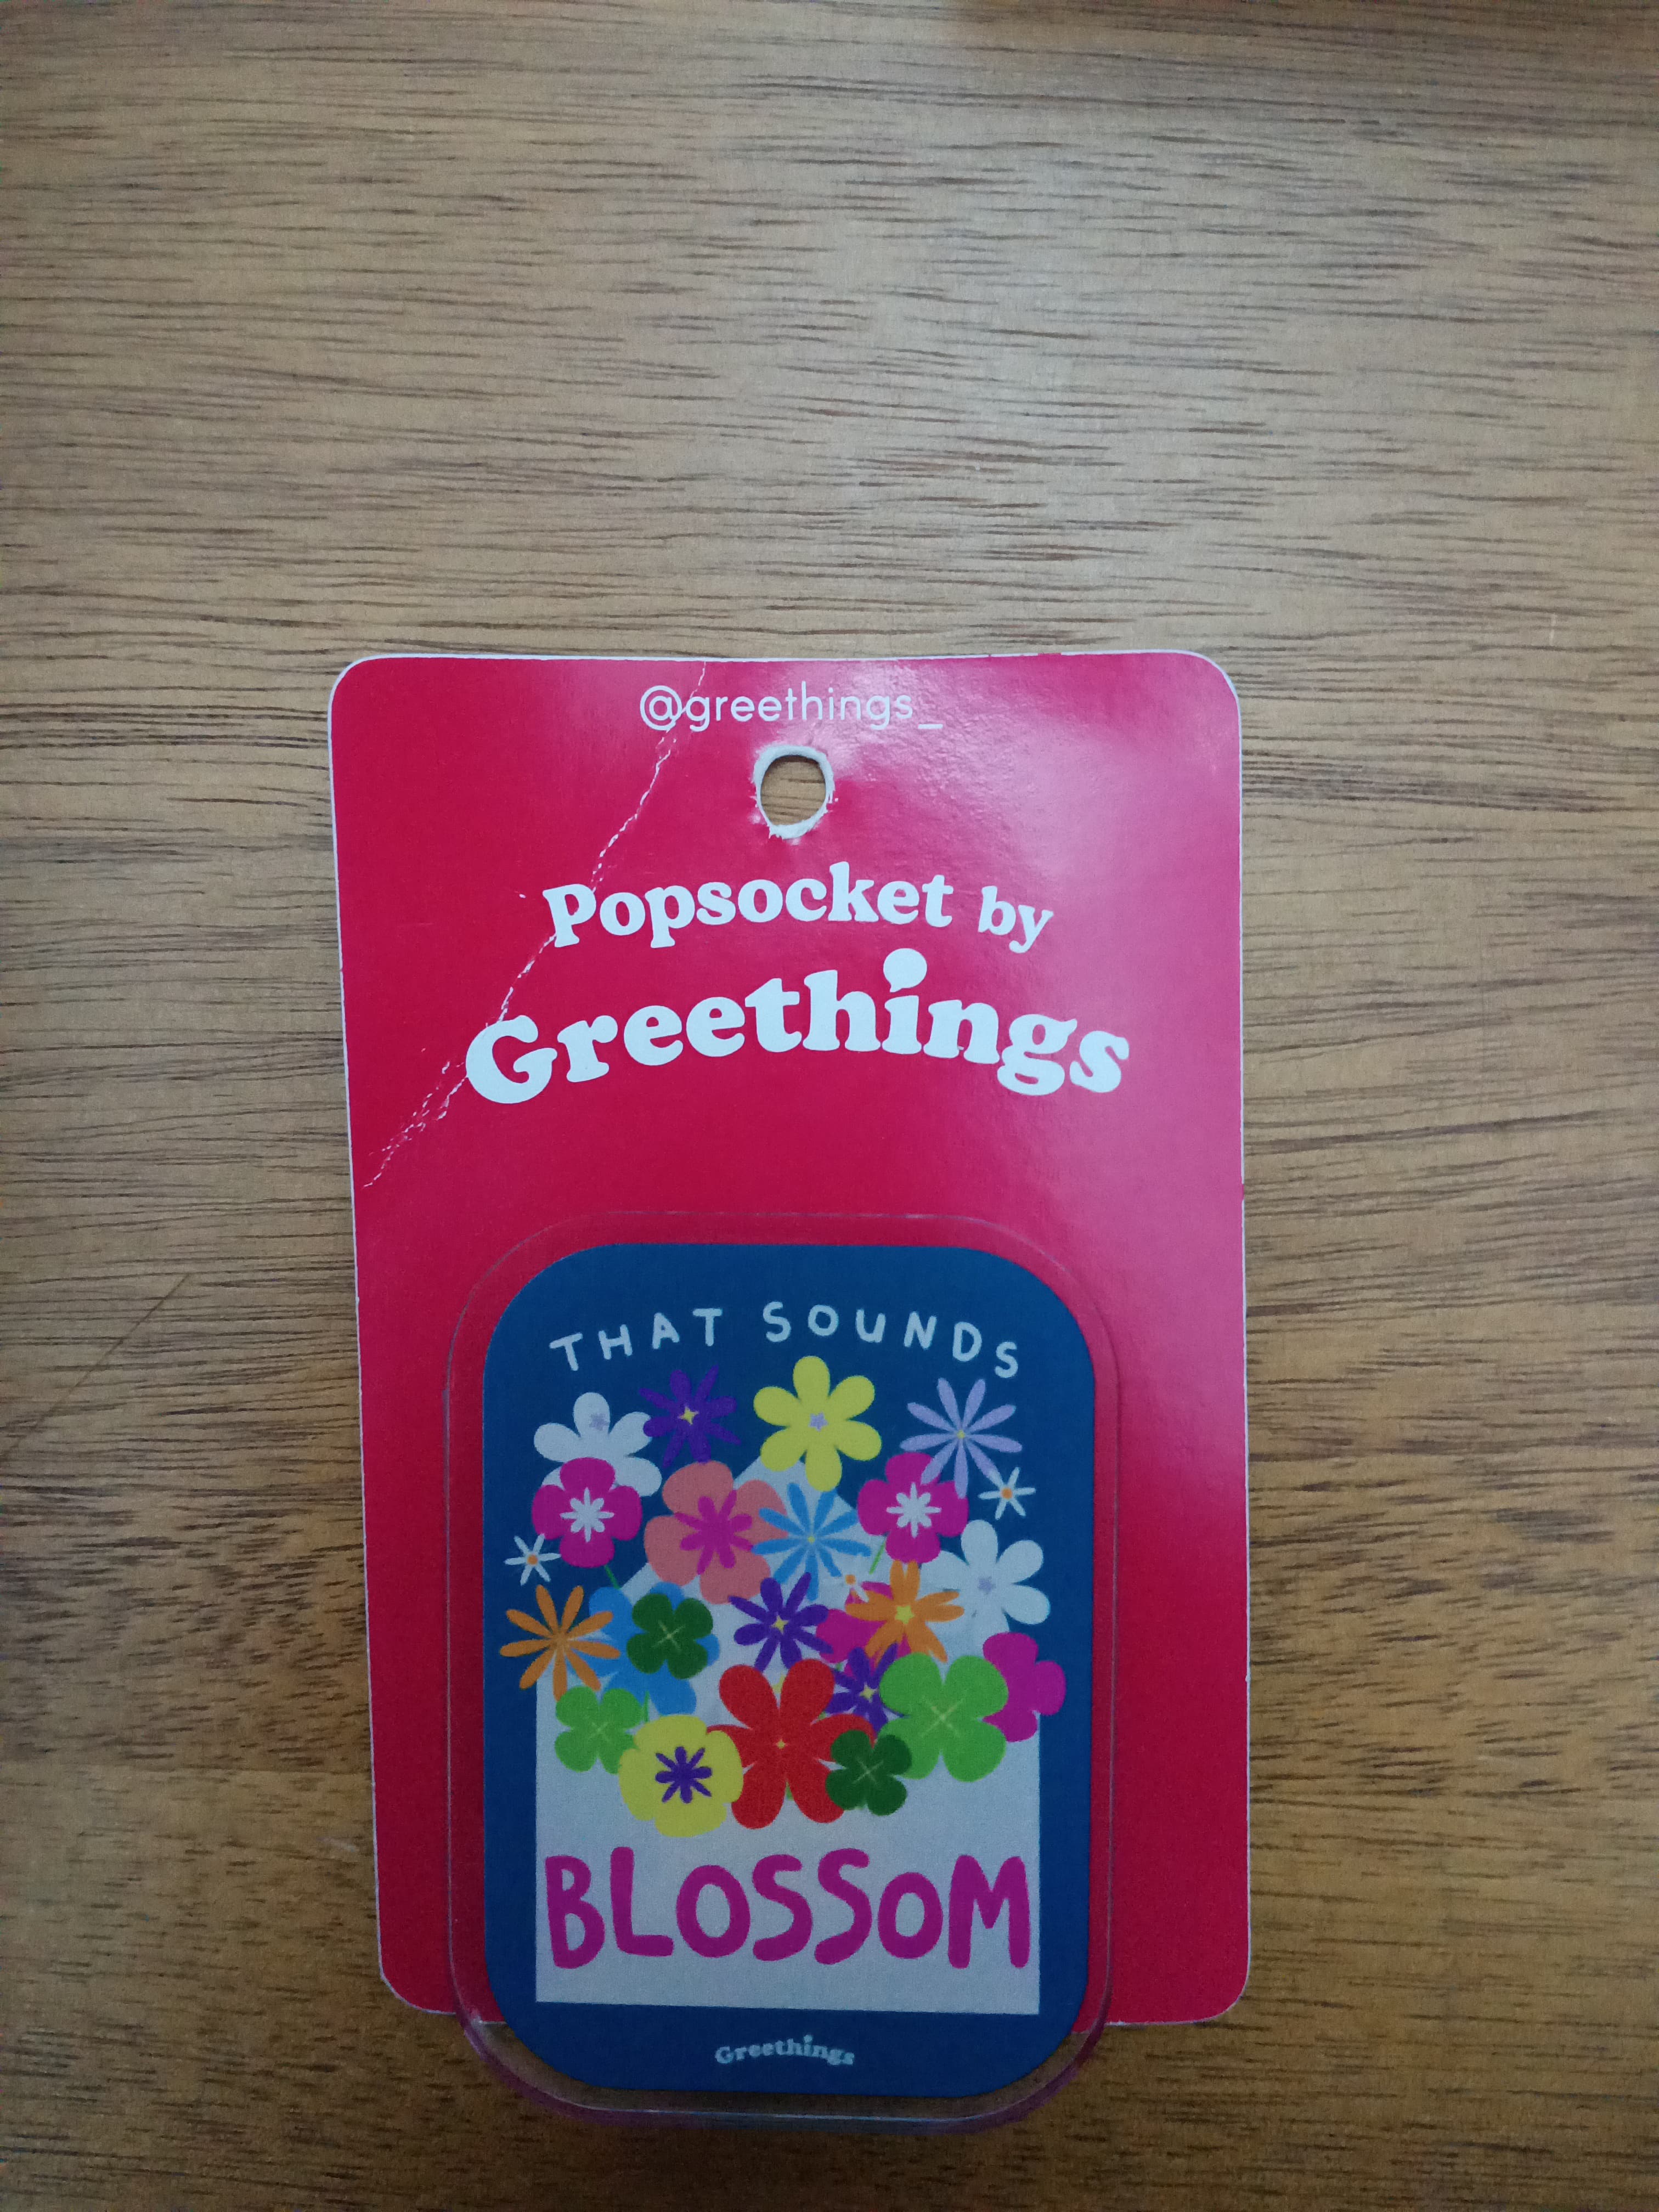 @greethings_
Popsocket by
Greethings
THAT SOUNDS
BLOSSOM
Greethings